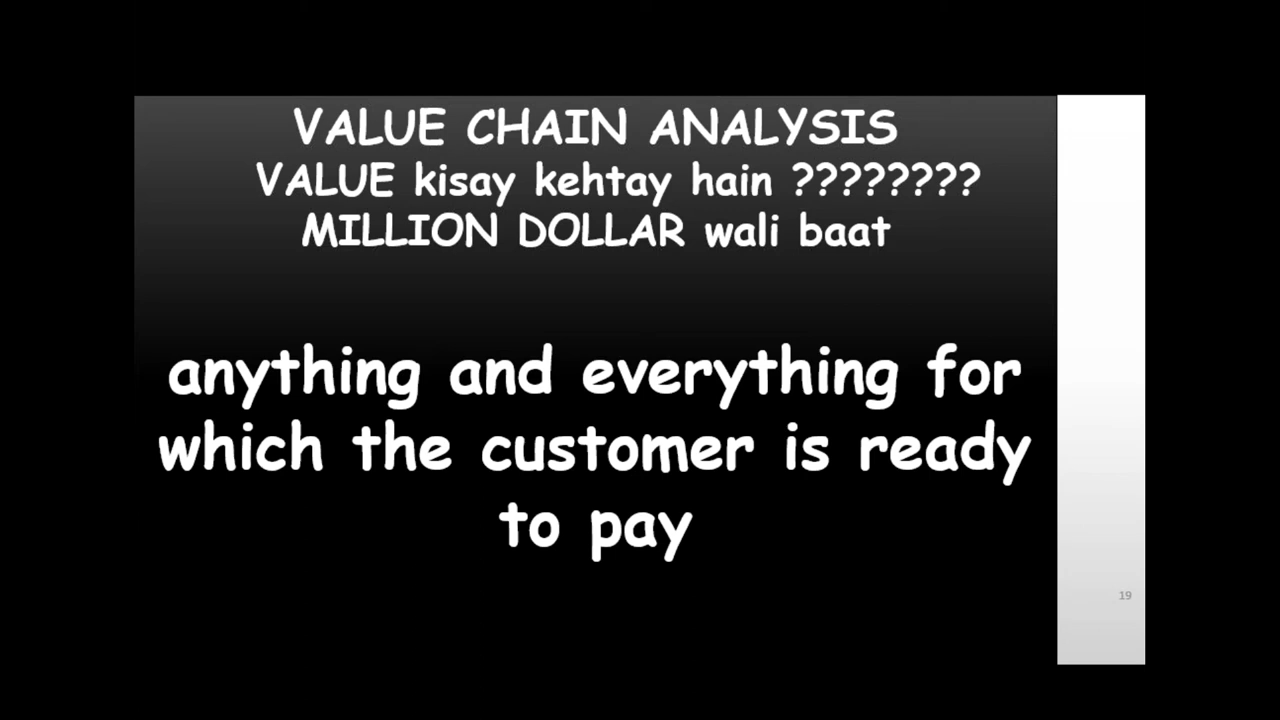 VALUE CHAIN ANALYSIS
VALUE kisay kehtay hain ????????
MILLION DOLLAR wali baat
anything and everything for
which the customer is ready
to pay
19